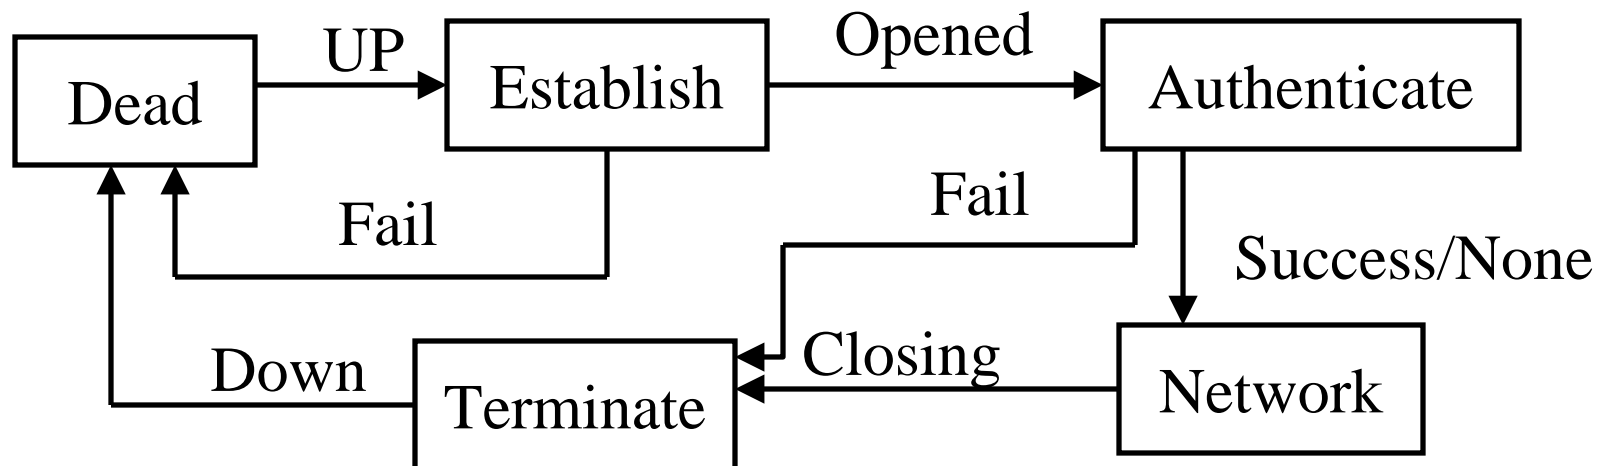 UP
Opened
Dead
Establish
Authenticate
Fail
Fail
Success/None
Closing
Down
Terminate
Network